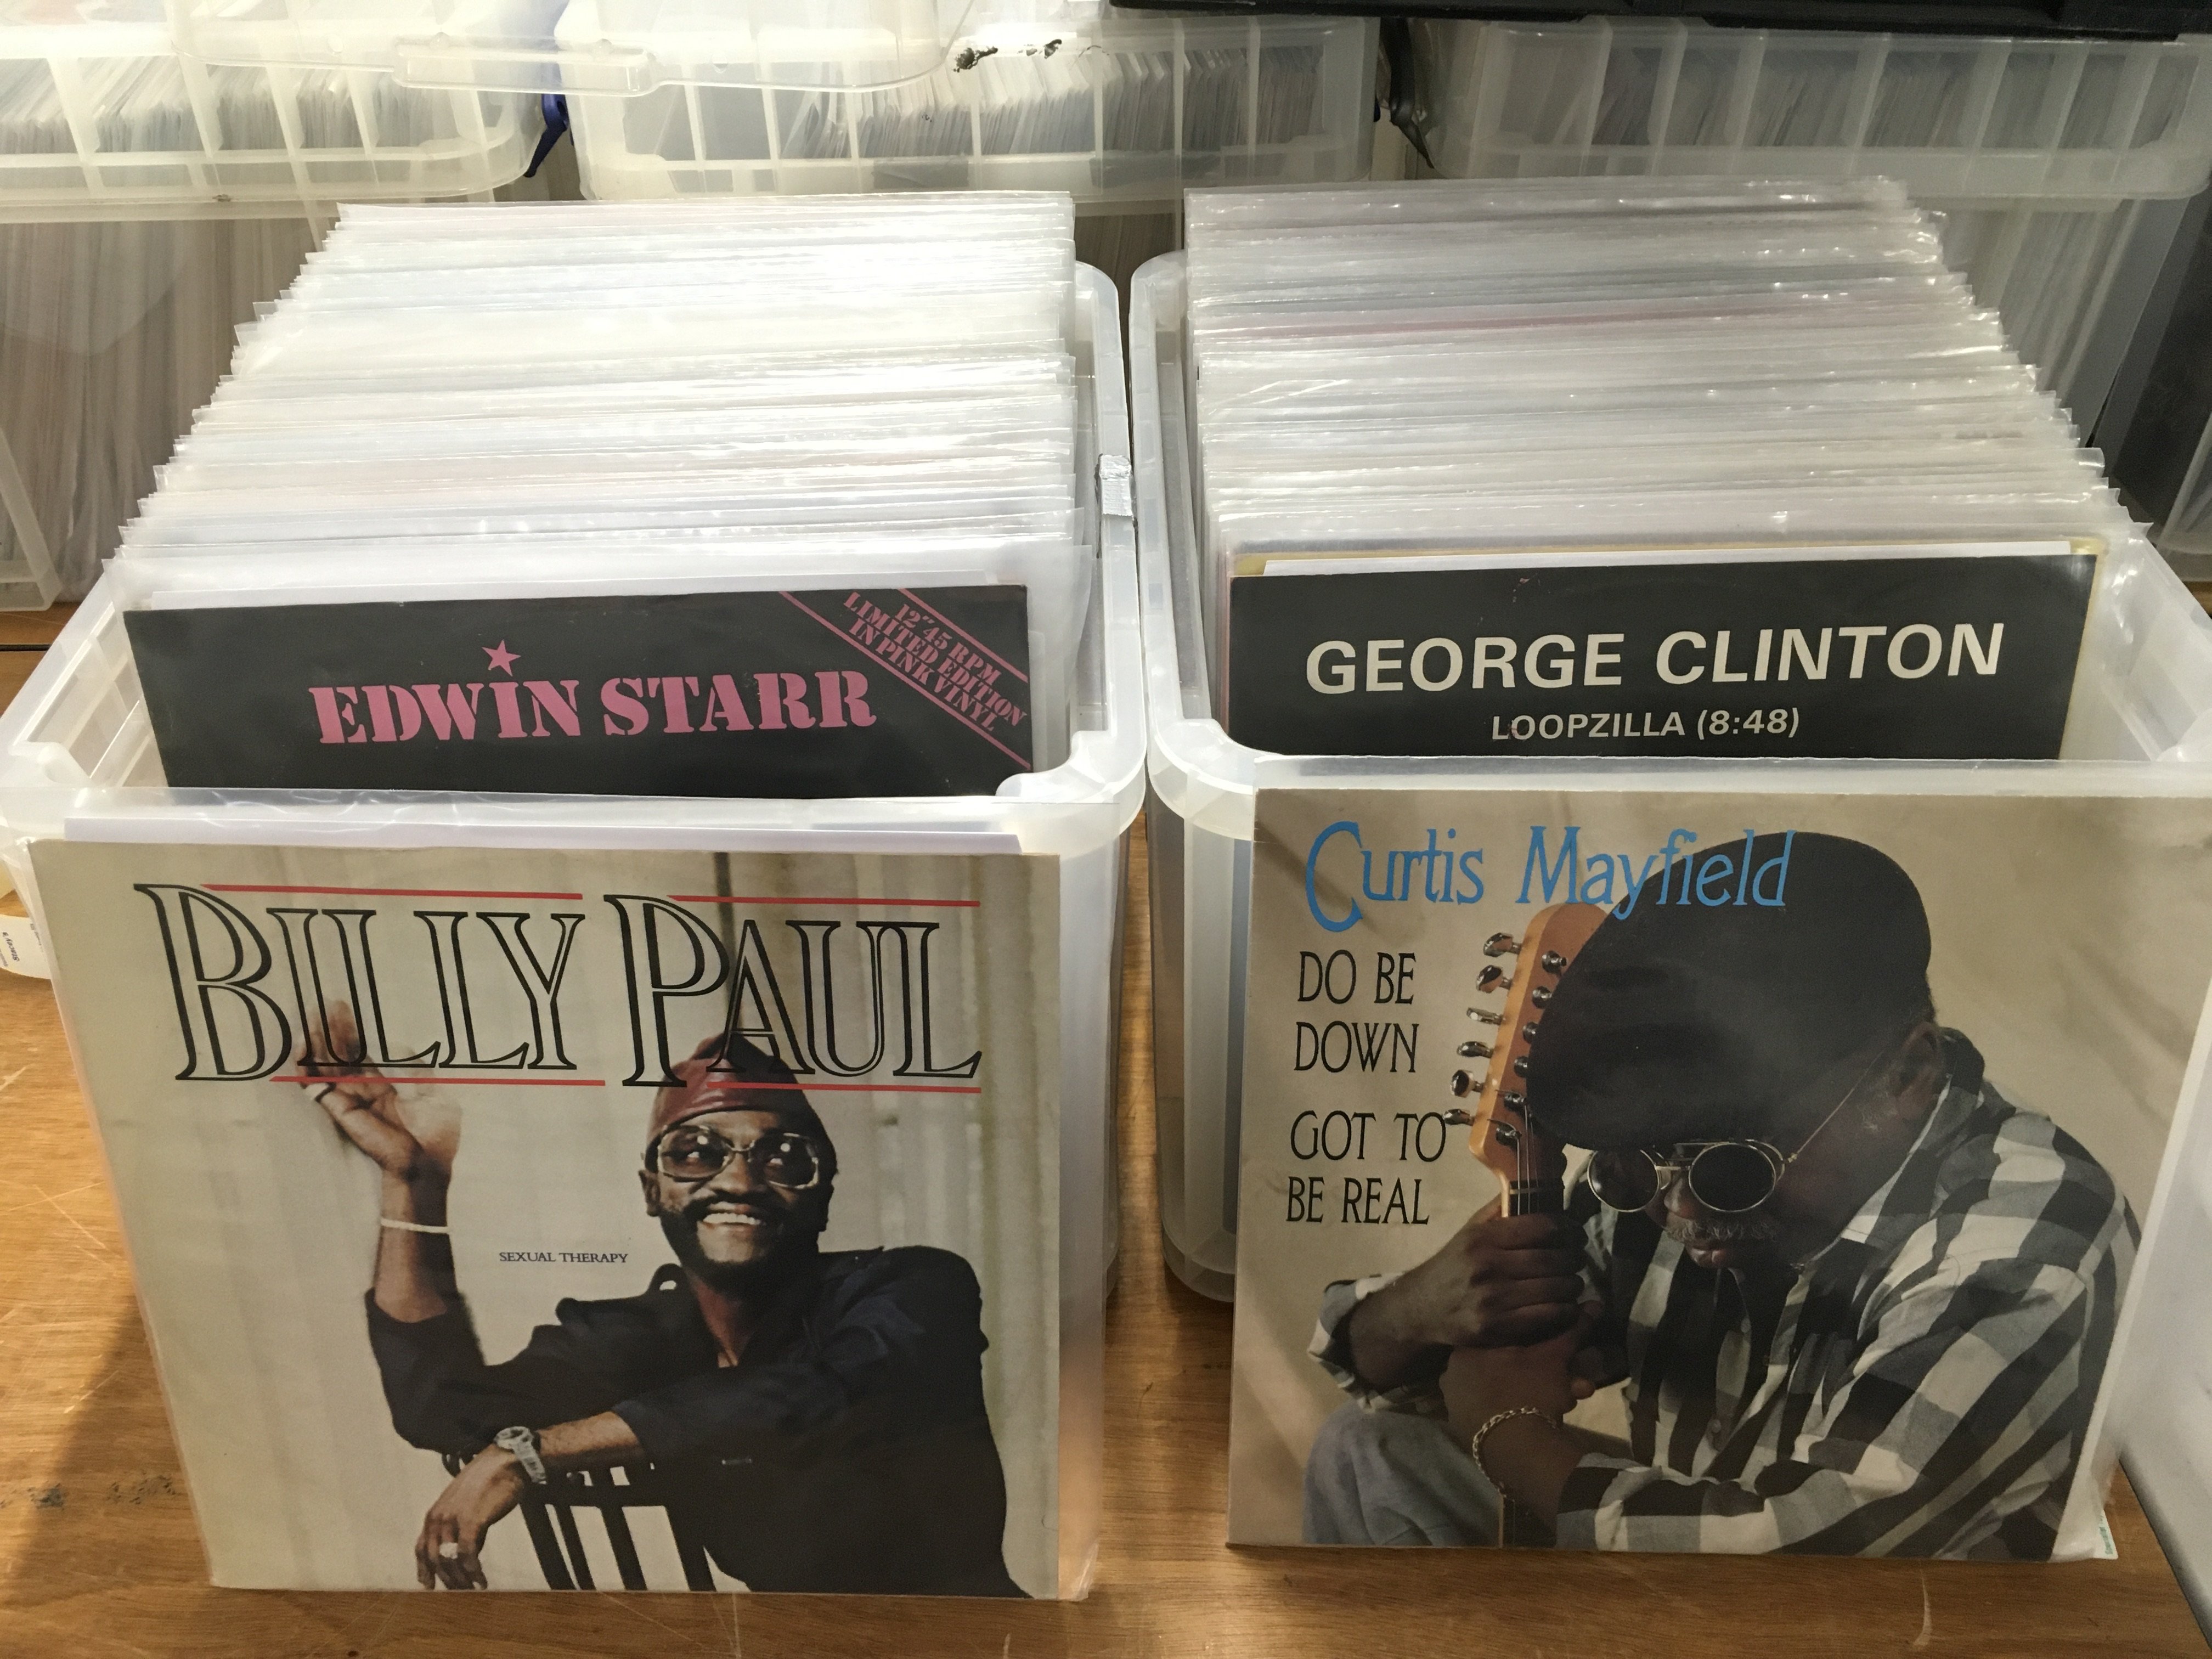 EDWIN STARR
12" 45 RPM
LIMITED EDITION
IN PINK VINYL
GEORGE CLINTON
LOOPZILLA (8:48)
BILLY PAUL
SEXUAL THERAPY
Curtis Mayfield
DO BE
DOWN
GOT TO
BE REAL